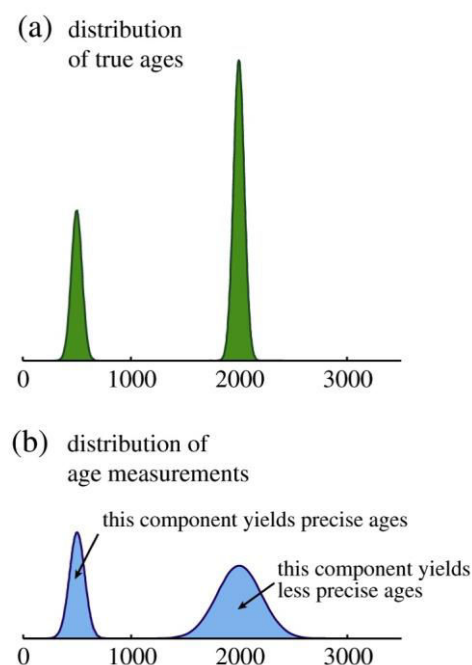 (a) distribution
of true ages
0 1000 2000 3000
(b) distribution of
age measurements
this component yields precise ages
this component yields
less precise ages
0 1000 2000 3000